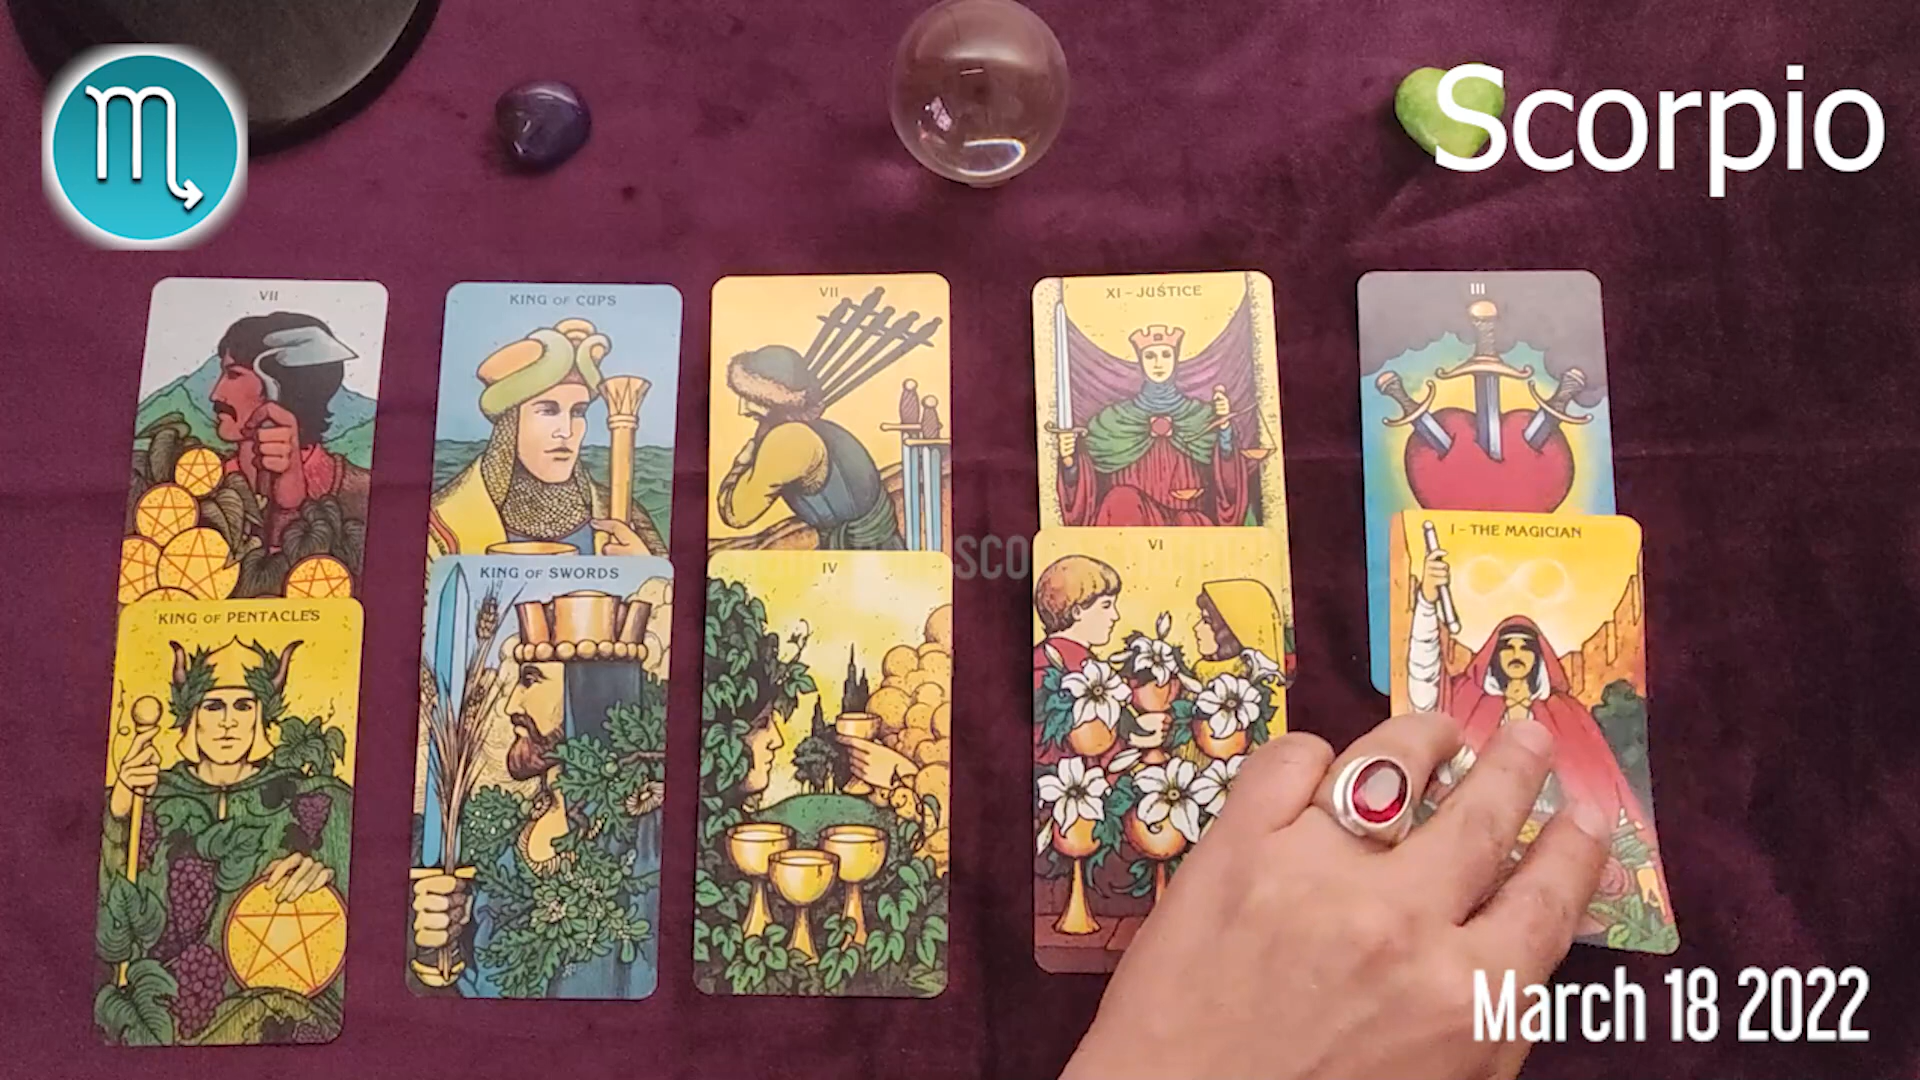 Scorpio
VII
KING OF CUPS
VII
XI - JUSTICE
III
KING OF PENTACLES
KING OF SWORDS
IV
VI
I - THE MAGICIAN
March 18 2022